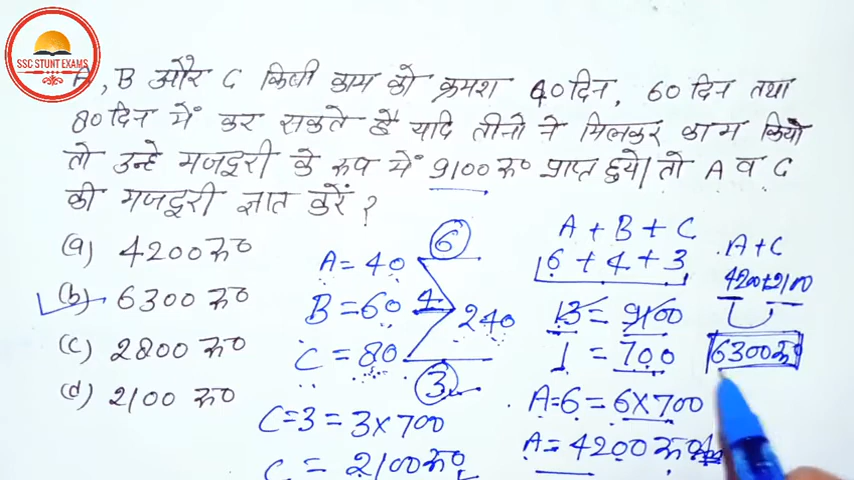 SSC STUNT EXAMS
A, B और C किसी काम को क्रमश 40 दिन, 60 दिन तथा
80 दिन में कर सकते है यदि तीनो ने मिलकर काम किया
तो उन्हे मजदूरी के रुप में 9100 रू० प्राप्त हुये। तो A व C
की मजदूरी ज्ञात करें ?
(a) 4200 रू०
(b) 6300 रू०
(c) 2800 रू०
(d) 2100 रू०
A = 40
B = 60
C = 80
6
4
3
240
C = 3 = 3 × 700
C = 2100 रू०
A + B + C
6 + 4 + 3
13 = 9100
1 = 700
A = 6 = 6 × 700
A = 4200 रू०
A + C
4200 + 2100
6300 रू०